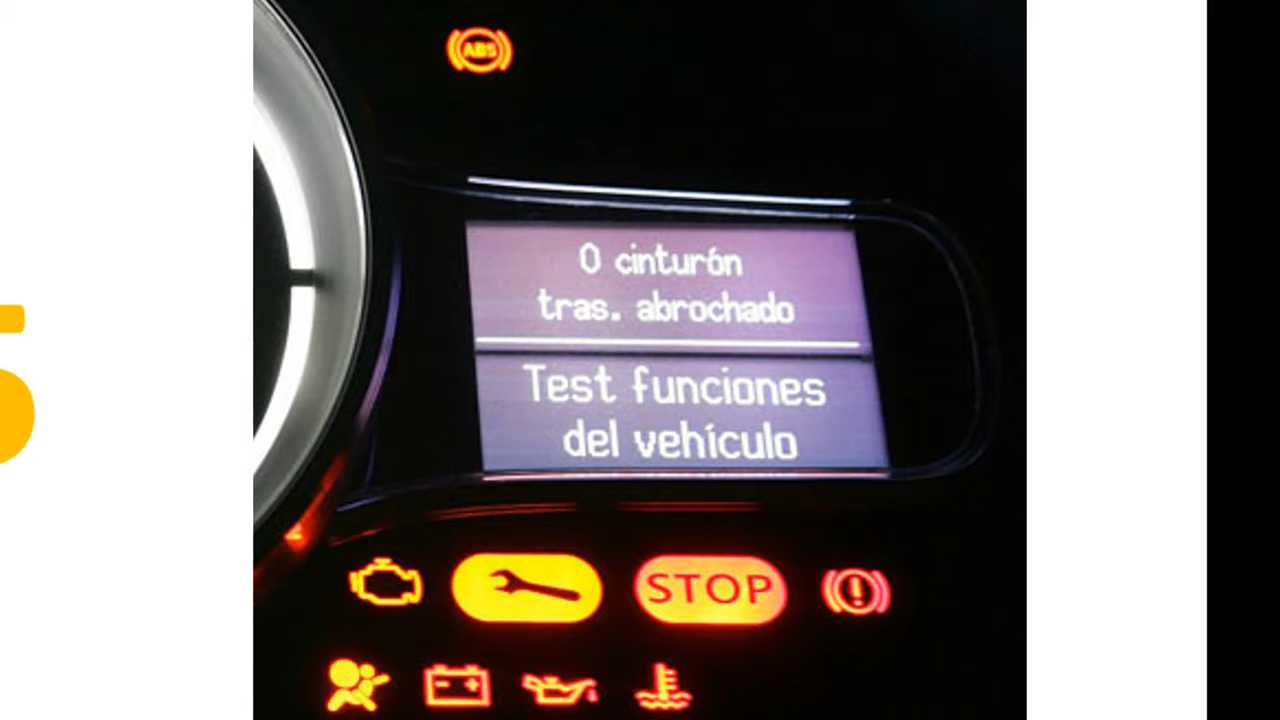 ABS
0 cinturón
tras. abrochado
Test funciones
del vehículo
STOP